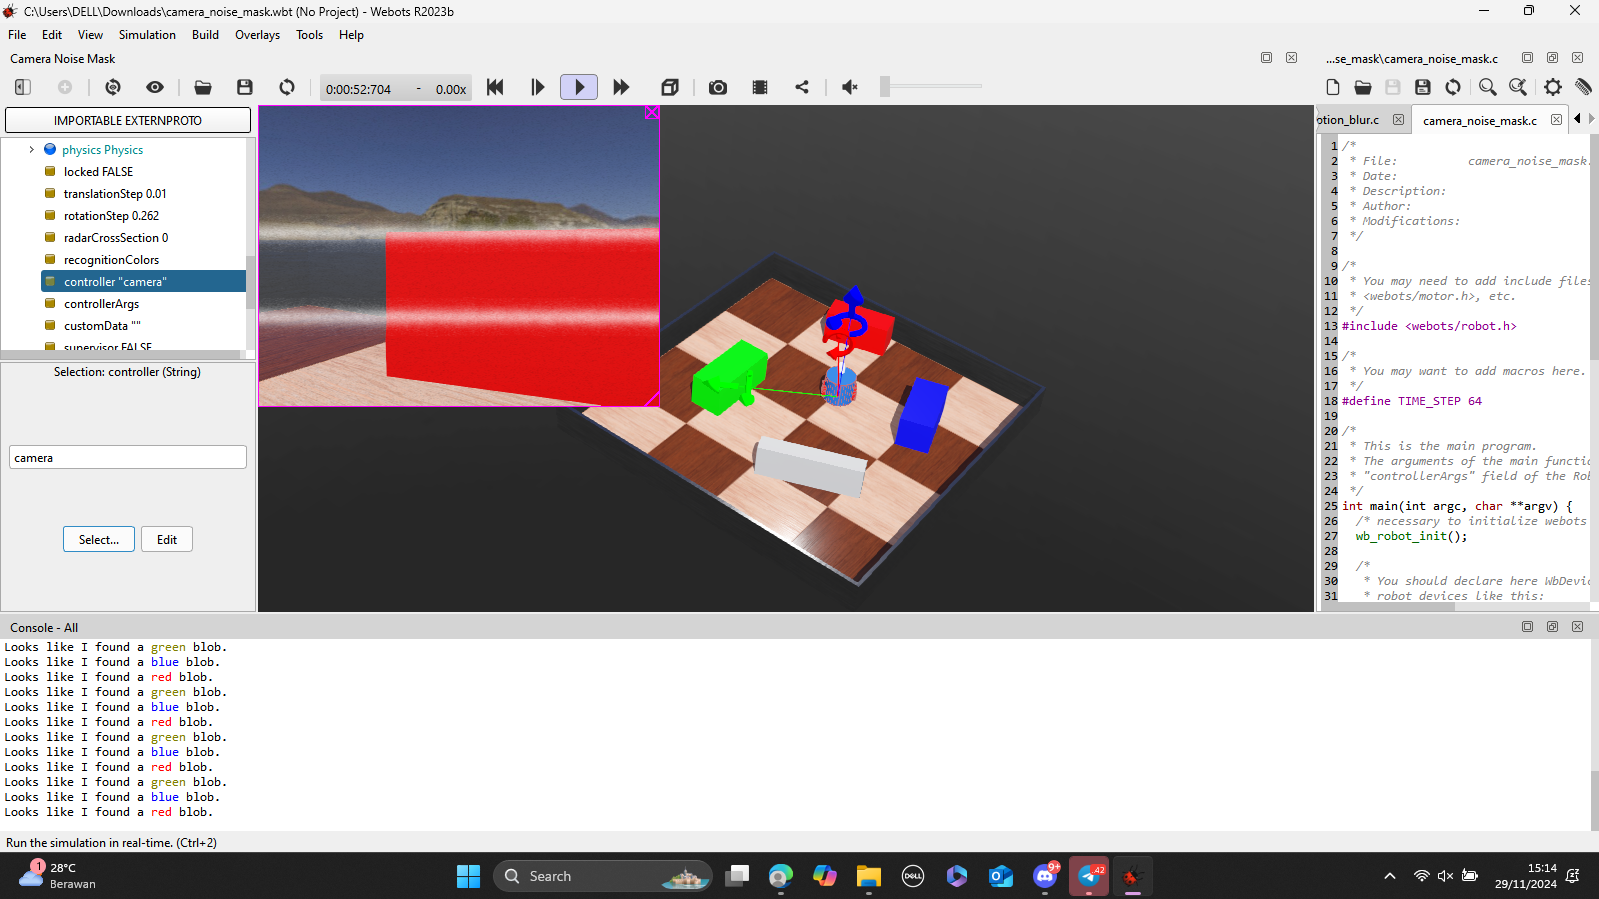 C:\Users\DELL\Downloads\camera_noise_mask.wbt (No Project) - Webots R2023b
File Edit View Simulation Build Overlays Tools Help
Camera Noise Mask
...se_mask\camera_noise_mask.c
0:00:52:704 - 0.00x
IMPORTABLE EXTERNPROTO
physics Physics
locked FALSE
translationStep 0.01
rotationStep 0.262
radarCrossSection 0
recognitionColors
controller "camera"
controllerArgs
customData ""
supervisor FALSE
Selection: controller (String)
camera
Select... Edit
otion_blur.c camera_noise_mask.c
1 /*
2 * File: camera_noise_mask.
3 * Date:
4 * Description:
5 * Author:
6 * Modifications:
7 */
8
9 /*
10 * You may need to add include files
11 * <webots/motor.h>, etc.
12 */
13 #include <webots/robot.h>
14
15 /*
16 * You may want to add macros here.
17 */
18 #define TIME_STEP 64
19
20 /*
21 * This is the main program.
22 * The arguments of the main functio
23 * "controllerArgs" field of the Rob
24 */
25 int main(int argc, char **argv) {
26 /* necessary to initialize webots
27 wb_robot_init();
28
29 /*
30 * You should declare here WbDevic
31 * robot devices like this:
Console - All
Looks like I found a green blob.
Looks like I found a blue blob.
Looks like I found a red blob.
Looks like I found a green blob.
Looks like I found a blue blob.
Looks like I found a red blob.
Looks like I found a green blob.
Looks like I found a blue blob.
Looks like I found a red blob.
Looks like I found a green blob.
Looks like I found a blue blob.
Looks like I found a red blob.
Run the simulation in real-time. (Ctrl+2)
1
28°C
Berawan
Search
DELL
9+
42
15:14
29/11/2024